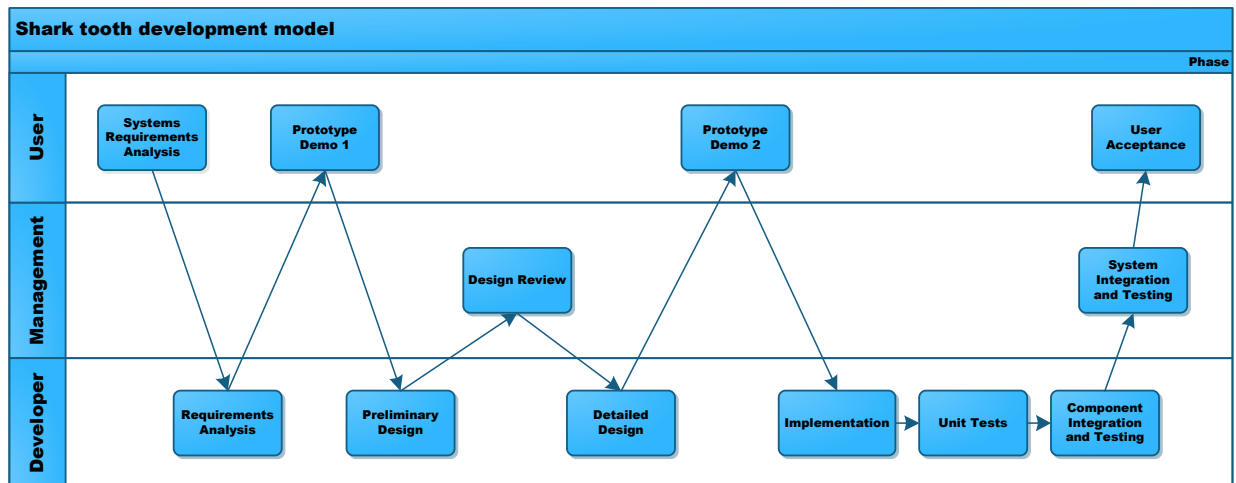 Shark tooth development model
Phase
User
Systems
Requirements
Analysis
Prototype
Demo 1
Prototype
Demo 2
User
Acceptance
Management
Design Review
System
Integration
and Testing
Developer
Requirements
Analysis
Preliminary
Design
Detailed
Design
Implementation
Unit Tests
Component
Integration
and Testing